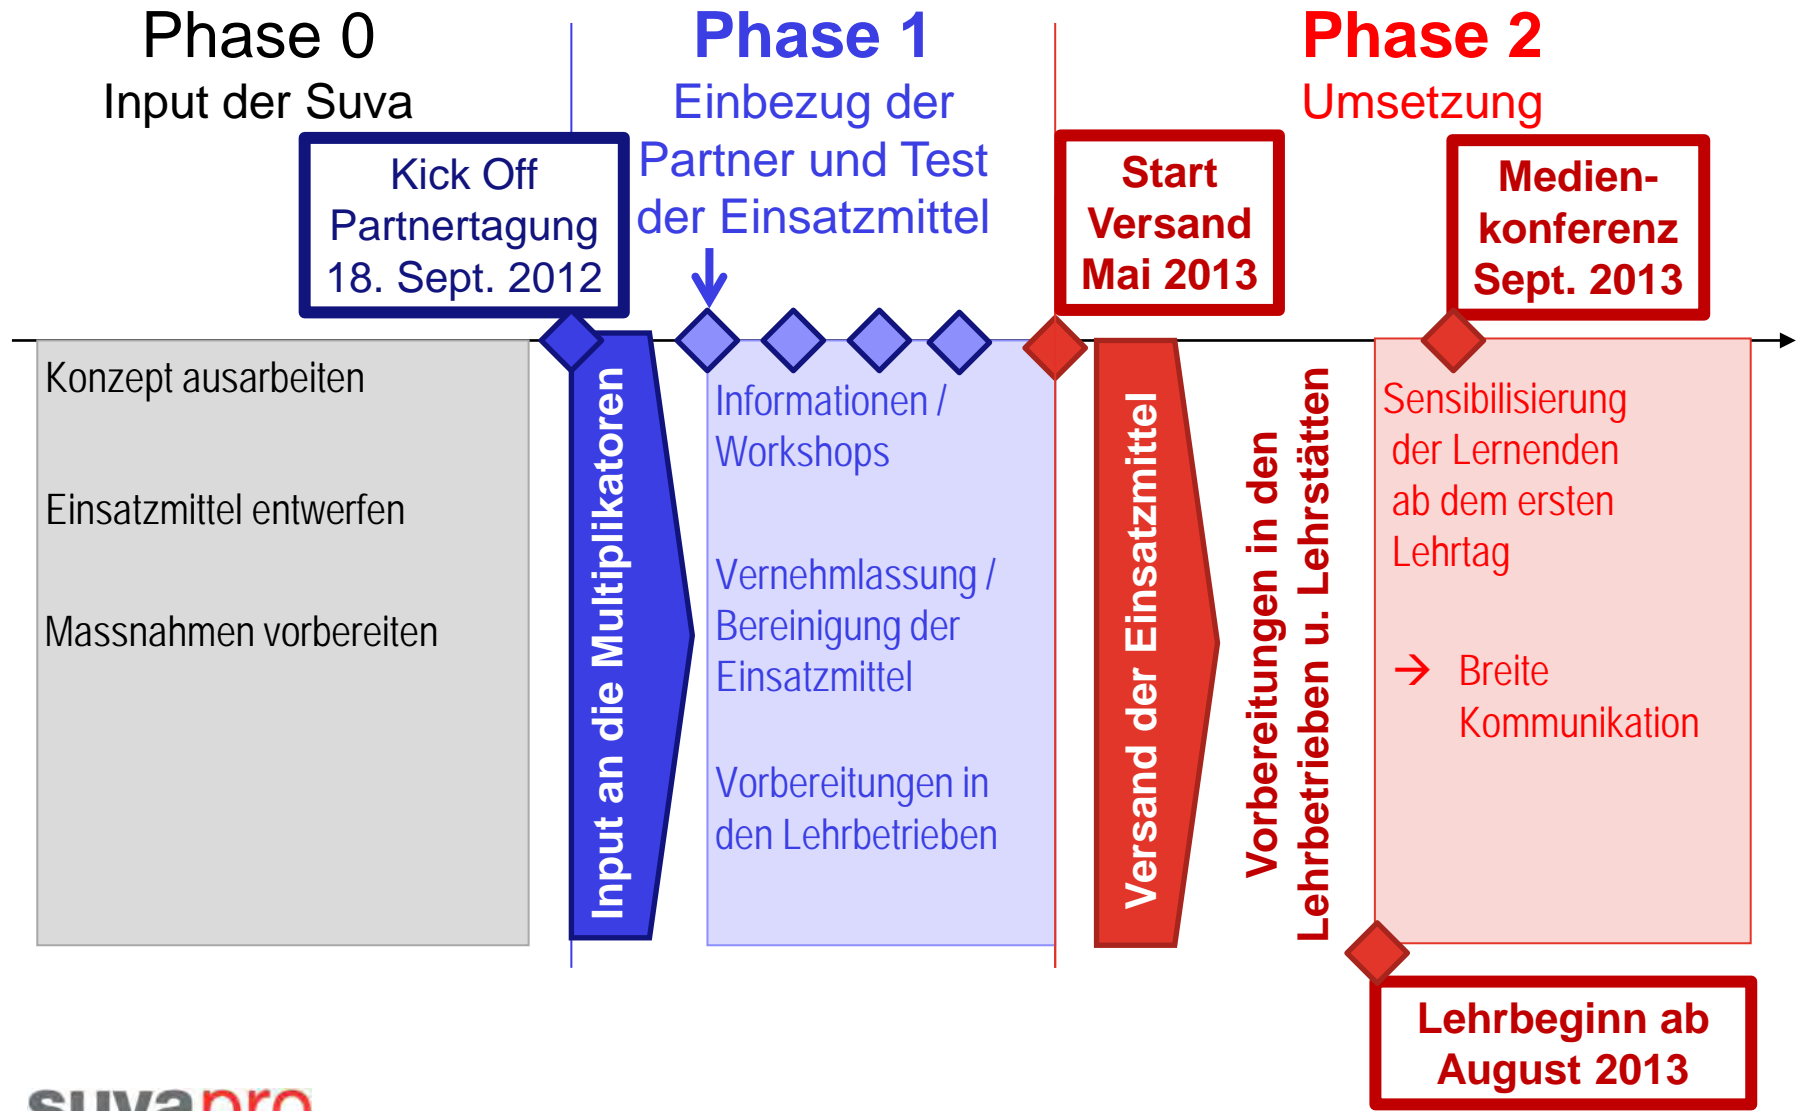 Phase 0
Input der Suva
Phase 1
Einbezug der
Partner und Test
der Einsatzmittel
Phase 2
Umsetzung
Kick Off
Partnertagung
18. Sept. 2012
Start
Versand
Mai 2013
Medien-
konferenz
Sept. 2013
Konzept ausarbeiten
Einsatzmittel entwerfen
Massnahmen vorbereiten
Input an die Multiplikatoren
Informationen /
Workshops
Vernehmlassung /
Bereinigung der
Einsatzmittel
Vorbereitungen in
den Lehrbetrieben
Versand der Einsatzmittel
Vorbereitungen in den
Lehrbetrieben u. Lehrstätten
Sensibilisierung
der Lernenden
ab dem ersten
Lehrtag
→ Breite
Kommunikation
Lehrbeginn ab
August 2013
suvapro